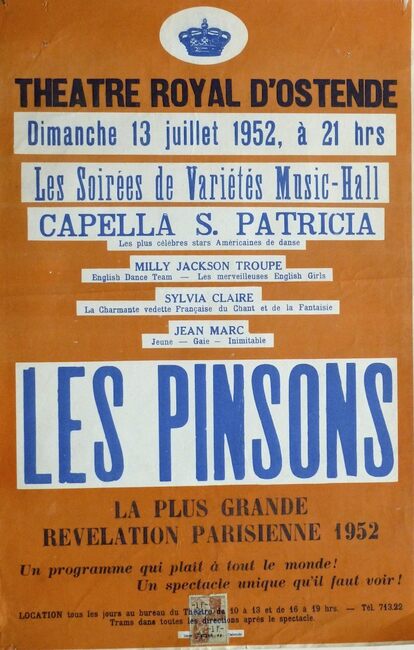 THEATRE ROYAL D'OSTENDE
Dimanche 13 juillet 1952, à 21 hrs
Les Soirées de Variétés Music-Hall
CAPELLA S. PATRICIA
Les plus célèbres stars Américaines de danse
MILLY JACKSON TROUPE
English Dance Team — Les merveilleuses English Girls
SYLVIA CLAIRE
La Charmante vedette Française du Chant et de la Fantaisie
JEAN MARC
Jeune — Gaie — Inimitable
LES PINSONS
LA PLUS GRANDE
REVELATION PARISIENNE 1952
Un programme qui plaît à tout le monde!
Un spectacle unique qu'il faut voir!
LOCATION tous les jours au bureau du Théâtre de 10 à 13 et de 16 à 19 hrs. — Tél. 713.22
Trams dans toutes les directions après le spectacle.